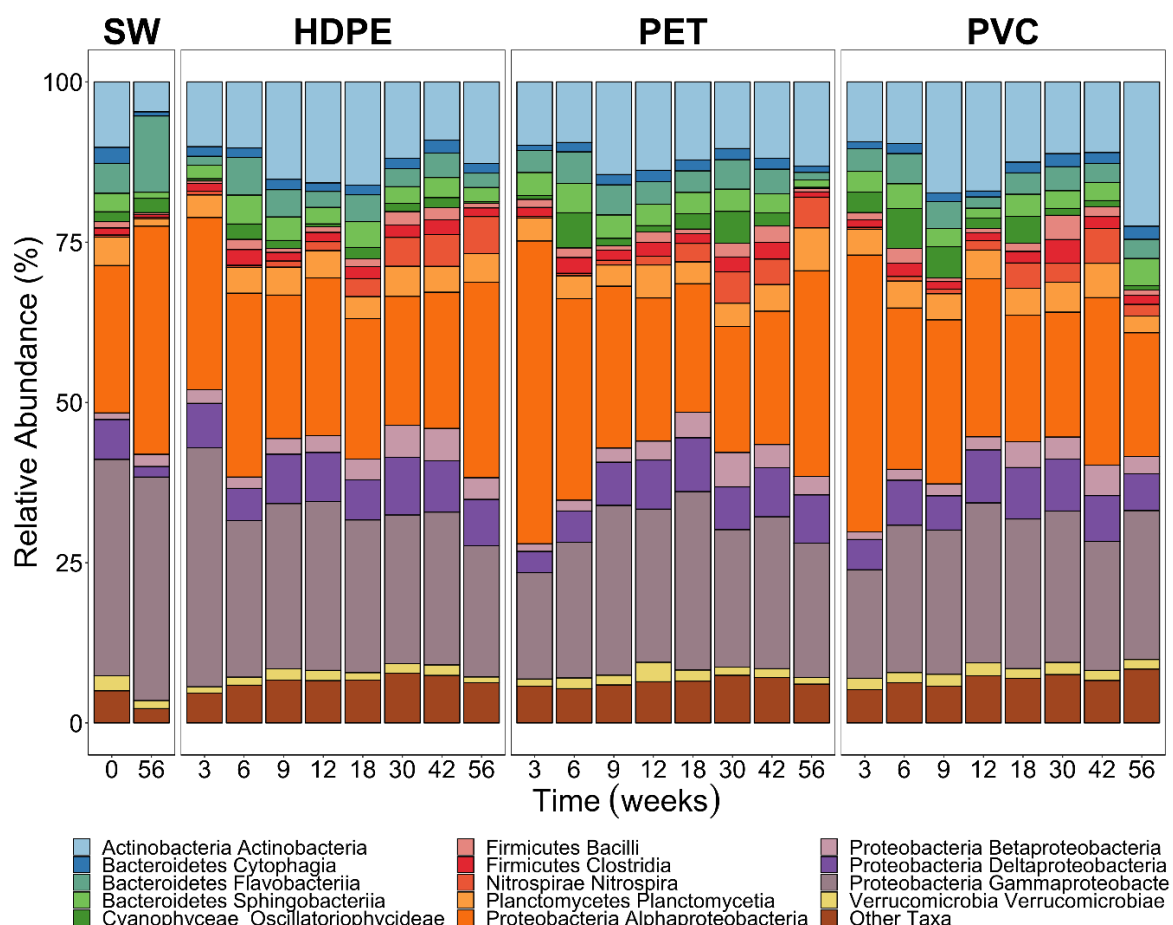 SW HDPE PET PVC
100
75
50
25
0
Relative Abundance (%)
0 56 3 6 9 12 18 30 42 56 3 6 9 12 18 30 42 56 3 6 9 12 18 30 42 56
Time (weeks)
Actinobacteria Actinobacteria
Bacteroidetes Cytophagia
Bacteroidetes Flavobacteriia
Bacteroidetes Sphingobacteriia
Cyanophyceae Oscillatoriophycideae
Firmicutes Bacilli
Firmicutes Clostridia
Nitrospirae Nitrospira
Planctomycetes Planctomycetia
Proteobacteria Alphaproteobacteria
Proteobacteria Betaproteobacteria
Proteobacteria Deltaproteobacteria
Proteobacteria Gammaproteobacte
Verrucomicrobia Verrucomicrobiae
Other Taxa